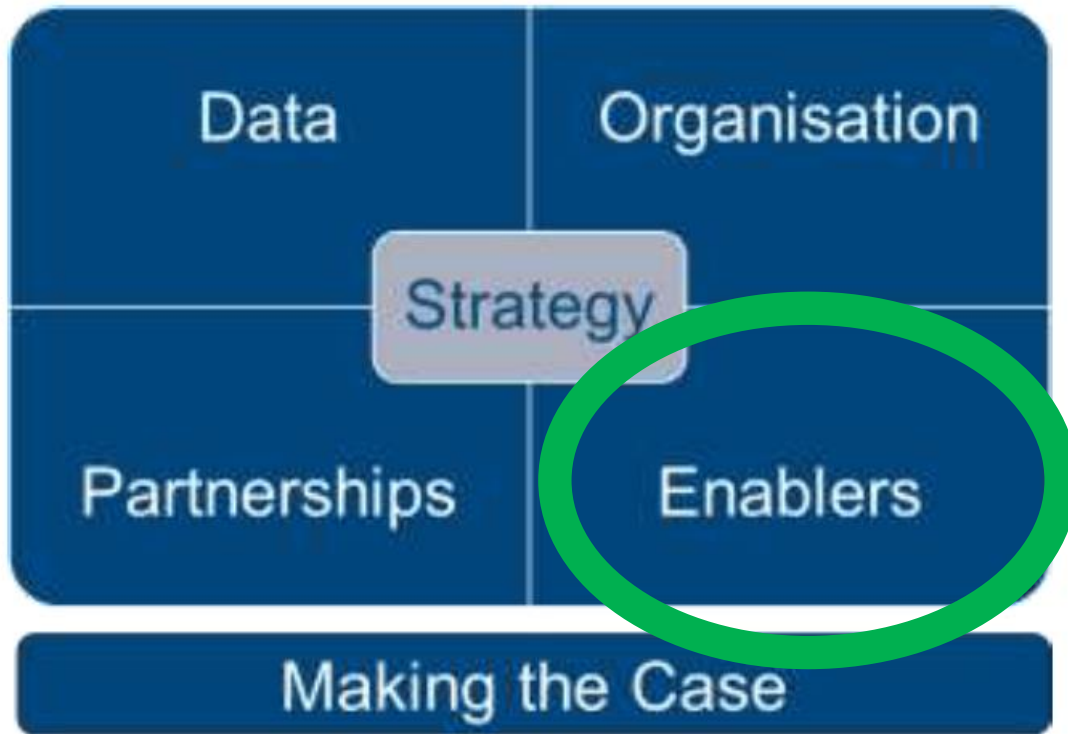 Data
Organisation
Strategy
Partnerships
Enablers
Making the Case